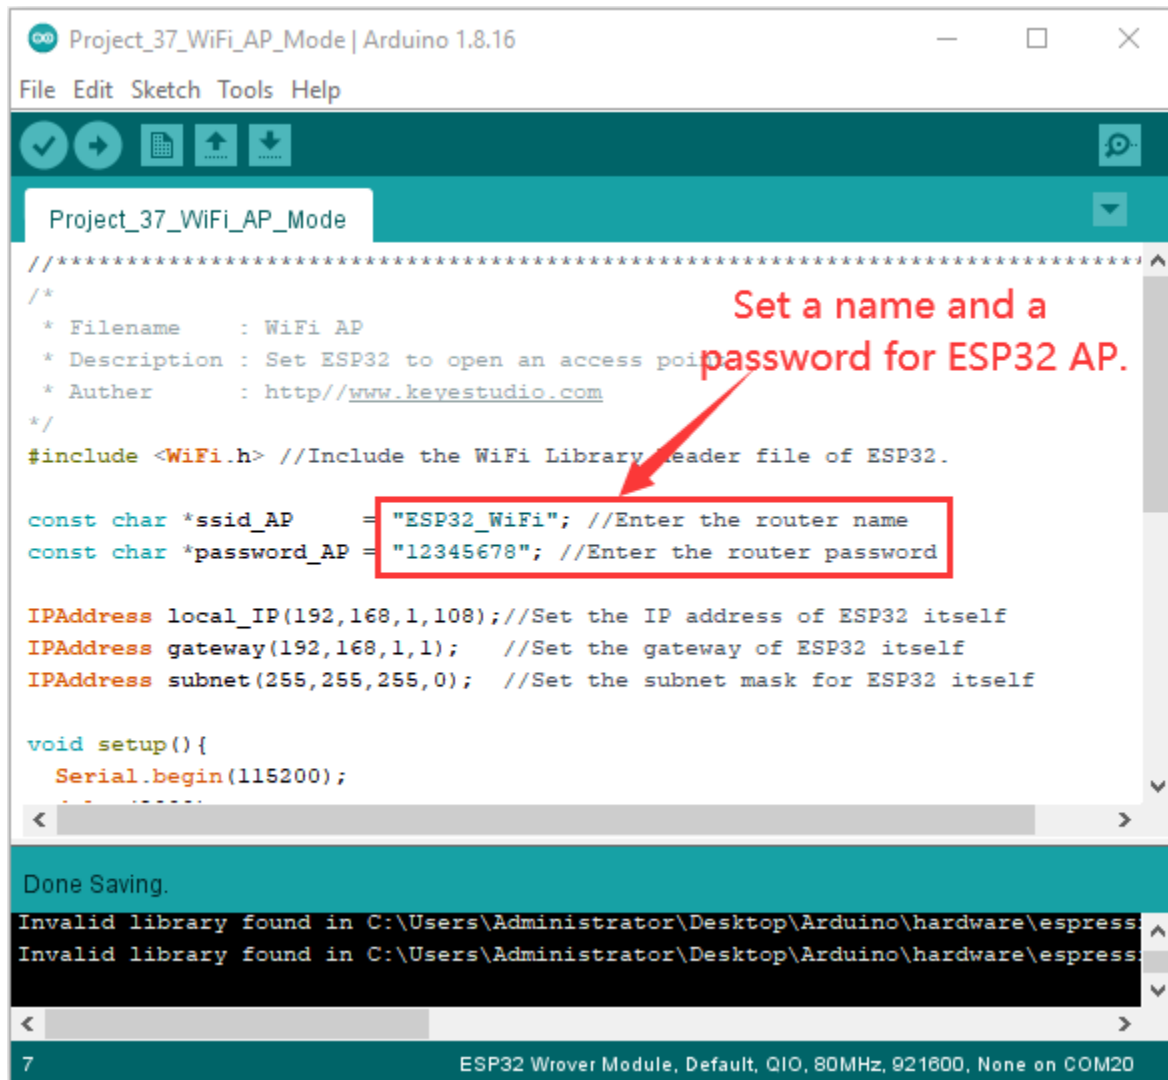 Project_37_WiFi_AP_Mode | Arduino 1.8.16
File Edit Sketch Tools Help
Project_37_WiFi_AP_Mode
//******************************************************************************
/*
* Filename : WiFi AP
Set a name and a
* Description : Set ESP32 to open an access point
password for ESP32 AP.
* Auther : http//www.keyestudio.com
*/
#include <WiFi.h> //Include the WiFi Library header file of ESP32.
const char *ssid_AP = "ESP32_WiFi"; //Enter the router name
const char *password_AP = "12345678"; //Enter the router password
IPAddress local_IP(192,168,1,108);//Set the IP address of ESP32 itself
IPAddress gateway(192,168,1,1); //Set the gateway of ESP32 itself
IPAddress subnet(255,255,255,0); //Set the subnet mask for ESP32 itself
void setup(){
Serial.begin(115200);
Done Saving.
Invalid library found in C:\Users\Administrator\Desktop\Arduino\hardware\espress
Invalid library found in C:\Users\Administrator\Desktop\Arduino\hardware\espress
7 ESP32 Wrover Module, Default, QIO, 80MHz, 921600, None on COM20